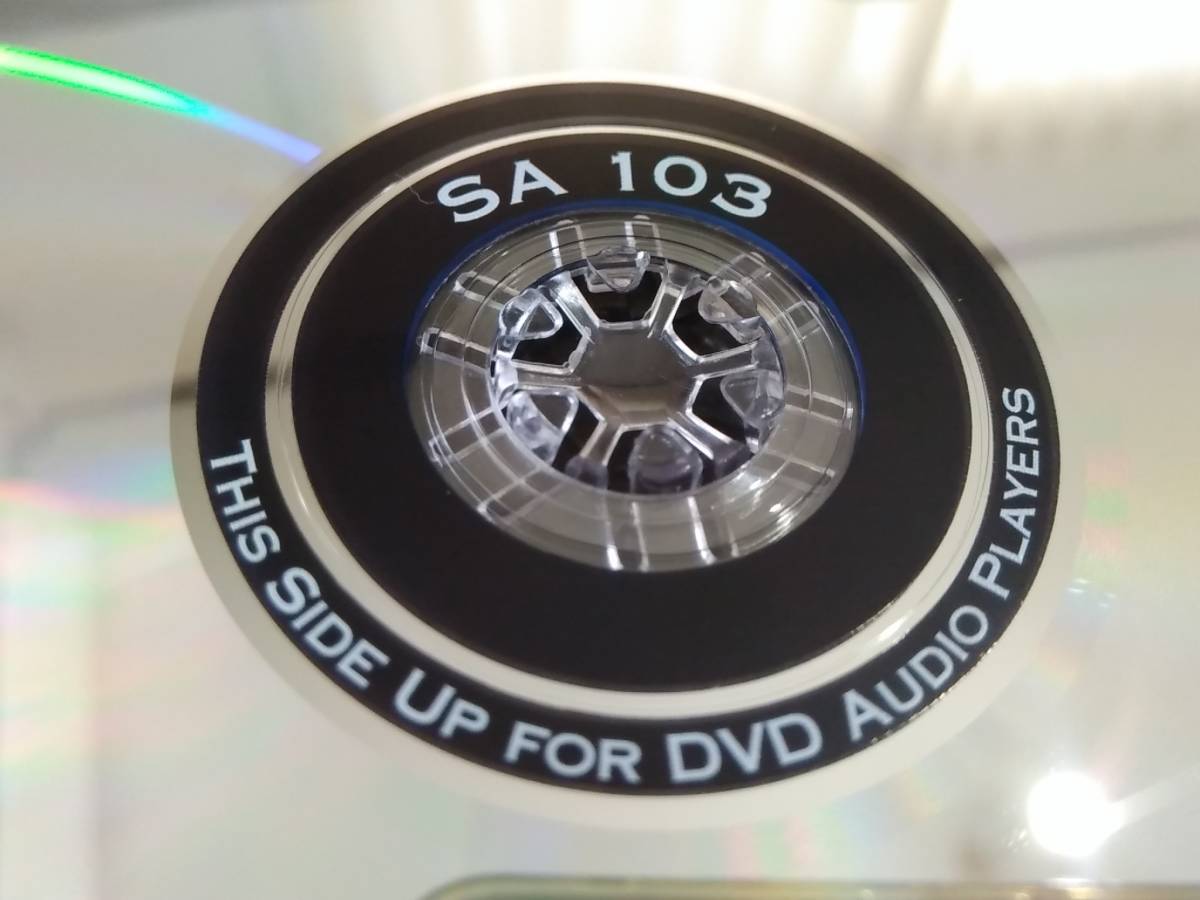 SA 103
THIS SIDE UP FOR DVD AUDIO PLAYERS